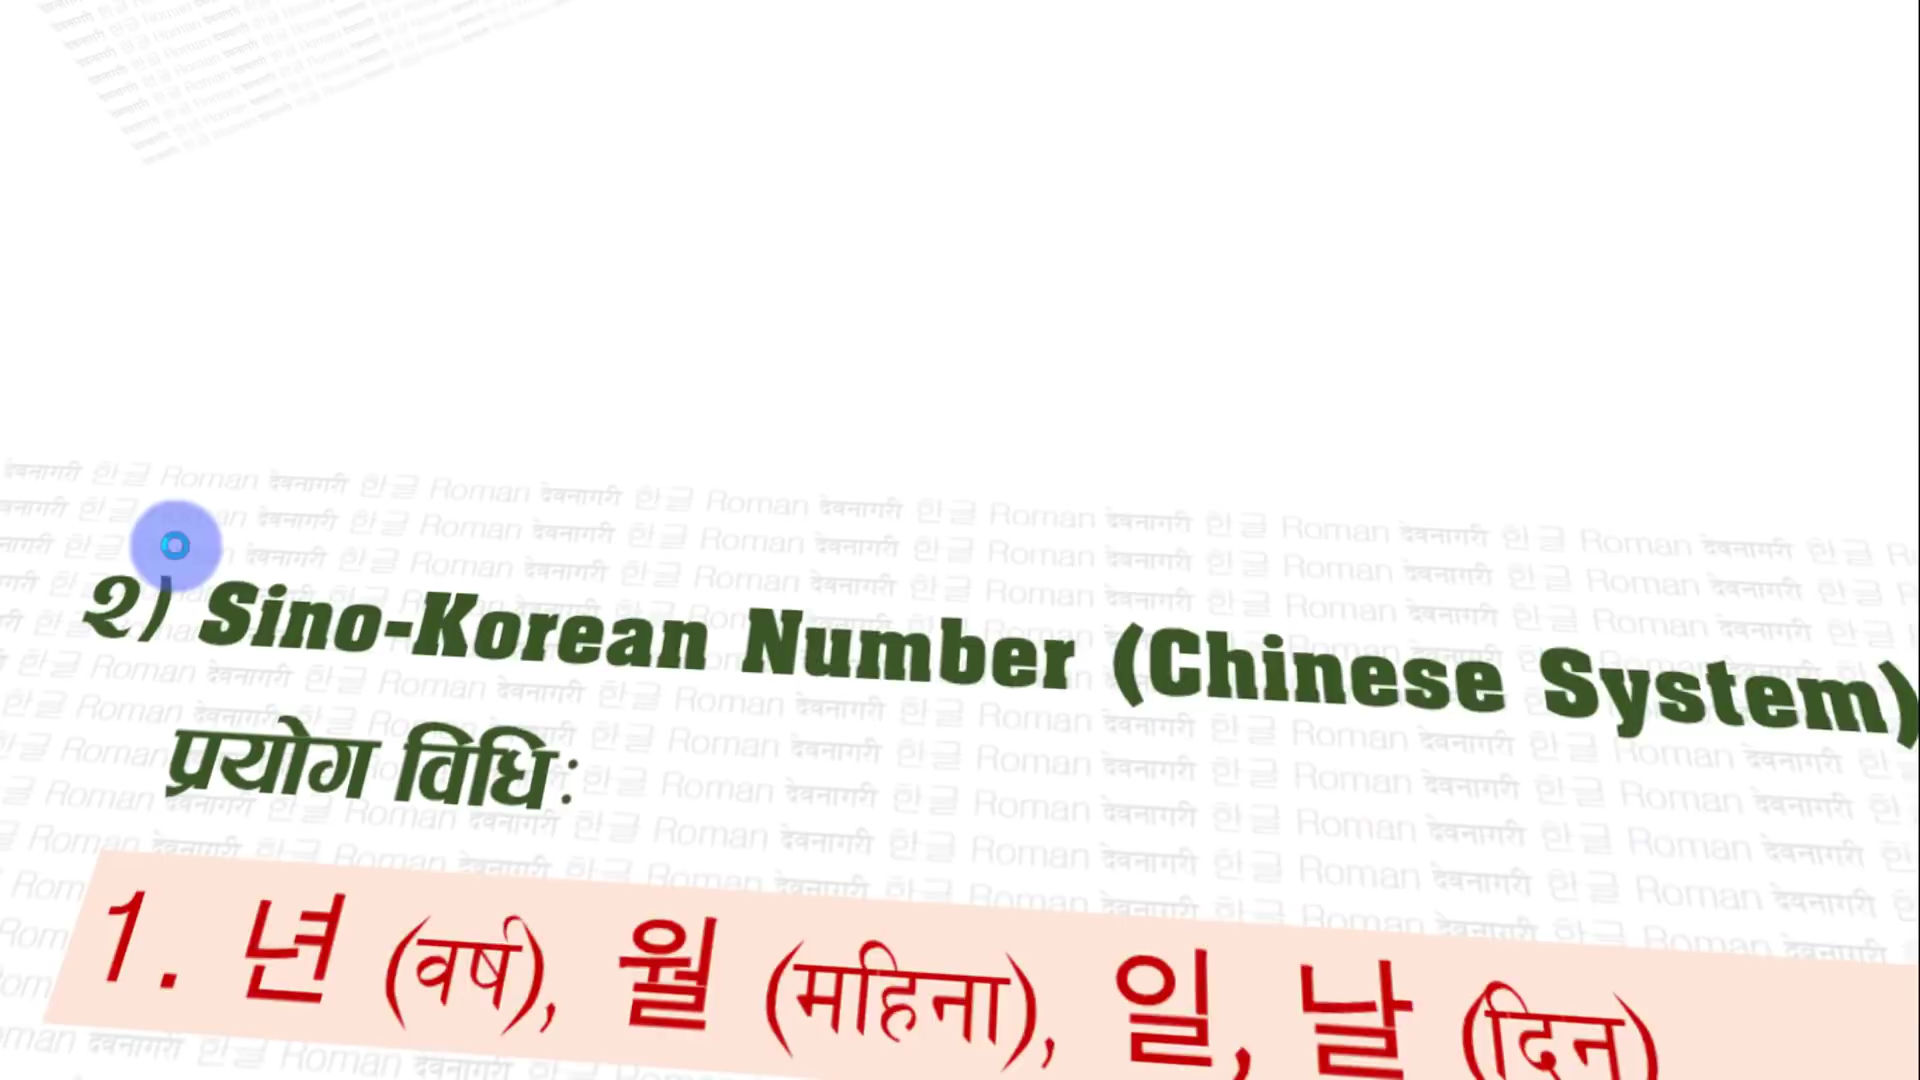 २) Sino-Korean Number (Chinese System)
प्रयोग विधिः
1. 년 (वर्ष), 월 (महिना), 일, 날 (दिन)